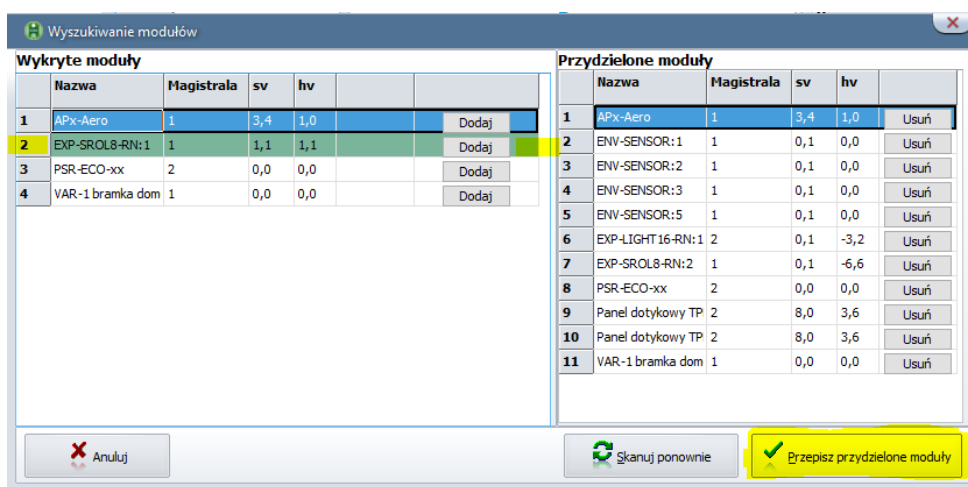 Wyszukiwanie modułów
Wykryte moduły
Nazwa Magistrala sv hv
1 APx-Aero 1 3,4 1,0 Dodaj
2 EXP-SROL8-RN:1 1 1,1 1,1 Dodaj
3 PSR-ECO-xx 2 0,0 0,0 Dodaj
4 VAR-1 bramka dom 1 0,0 0,0 Dodaj
Przydzielone moduły
Nazwa Magistrala sv hv
1 APx-Aero 1 3,4 1,0 Usuń
2 ENV-SENSOR:1 1 0,1 0,0 Usuń
3 ENV-SENSOR:2 1 0,1 0,0 Usuń
4 ENV-SENSOR:3 1 0,1 0,0 Usuń
5 ENV-SENSOR:5 1 0,1 0,0 Usuń
6 EXP-LIGHT16-RN:1 2 0,1 -3,2 Usuń
7 EXP-SROL8-RN:2 1 0,1 -6,6 Usuń
8 PSR-ECO-xx 2 0,0 0,0 Usuń
9 Panel dotykowy TP 2 8,0 3,6 Usuń
10 Panel dotykowy TP 2 8,0 3,6 Usuń
11 VAR-1 bramka dom 1 0,0 0,0 Usuń
Anuluj
Skanuj ponownie
Przepisz przydzielone moduły